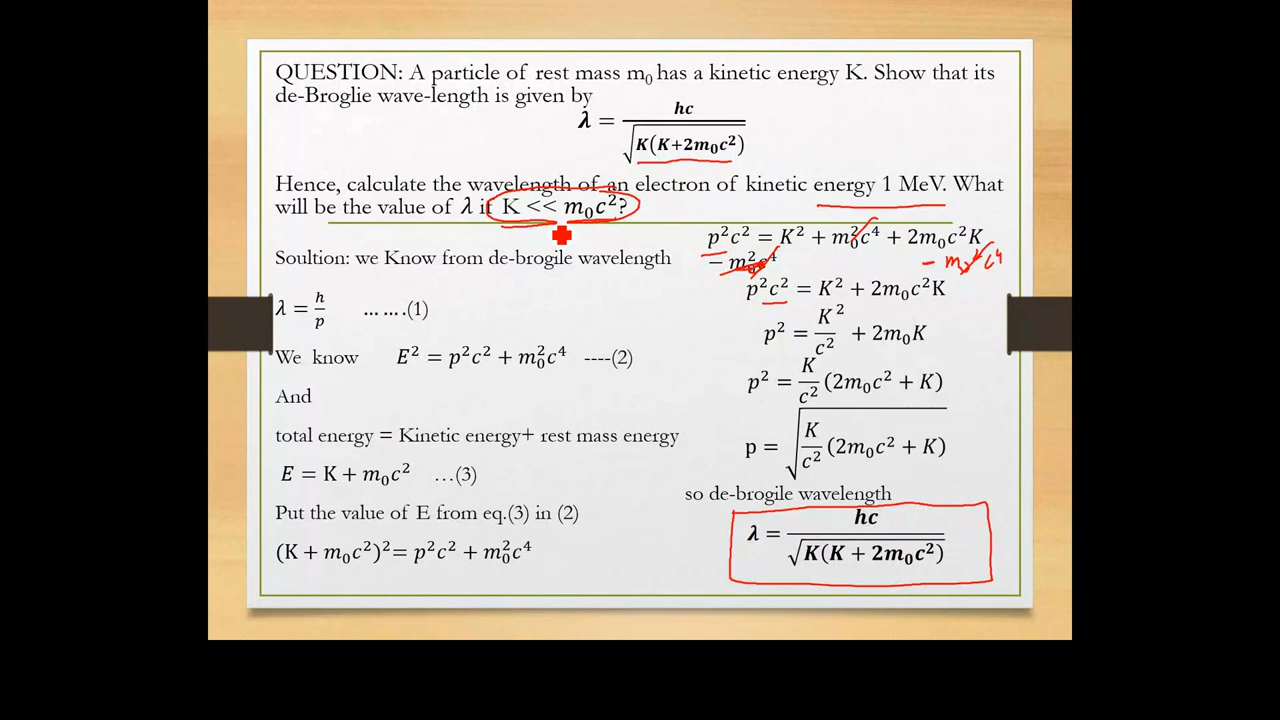 QUESTION: A particle of rest mass m₀ has a kinetic energy K. Show that its
de-Broglie wave-length is given by
λ = hc / √(K(K+2m₀c²))
Hence, calculate the wavelength of an electron of kinetic energy 1 MeV. What
will be the value of λ if K << m₀c²?
Soultion: we Know from de-brogile wavelength
λ = h/p ... ... .(1)
We know E² = p²c² + m₀²c⁴ ----(2)
And
total energy = Kinetic energy+ rest mass energy
E = K + m₀c² …(3)
Put the value of E from eq.(3) in (2)
(K + m₀c²)²= p²c² + m₀²c⁴
p²c² = K² + m₀²c⁴ + 2m₀c²K
− m₀²c⁴
− m₀²c⁴
p²c² = K² + 2m₀c²K
p² = K²/c² + 2m₀K
p² = K/c² (2m₀c² + K)
p = √(K/c² (2m₀c² + K))
so de-brogile wavelength
λ = hc / √(K(K + 2m₀c²))